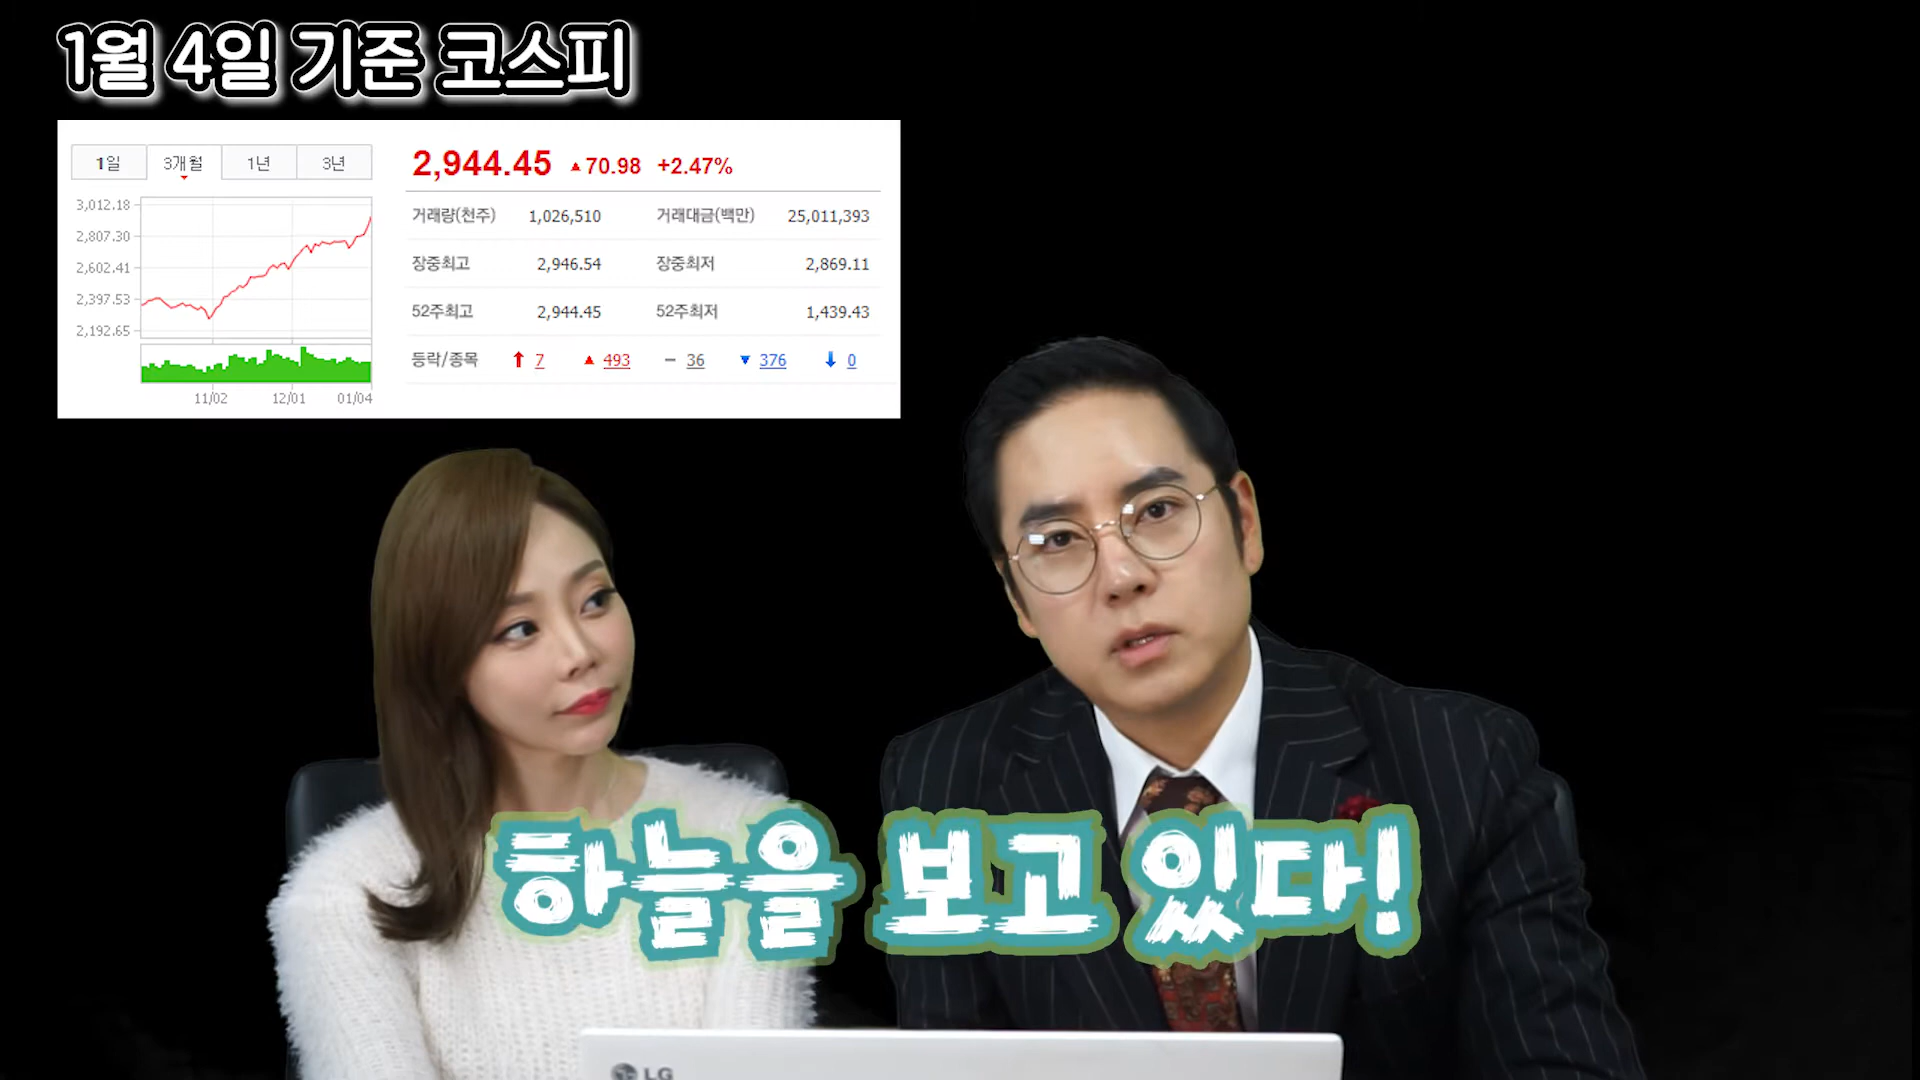 1월 4일 기준 코스피
1일 3개월 1년 3년
2,944.45 ▲70.98 +2.47%
3,012.18
2,807.30
2,602.41
2,397.53
2,192.65
11/02 12/01 01/04
거래량(천주) 1,026,510 거래대금(백만) 25,011,393
장중최고 2,946.54 장중최저 2,869.11
52주최고 2,944.45 52주최저 1,439.43
등락/종목 ↑ 7 ▲ 493 − 36 ▼ 376 ↓ 0
하늘을 보고 있다!
LG